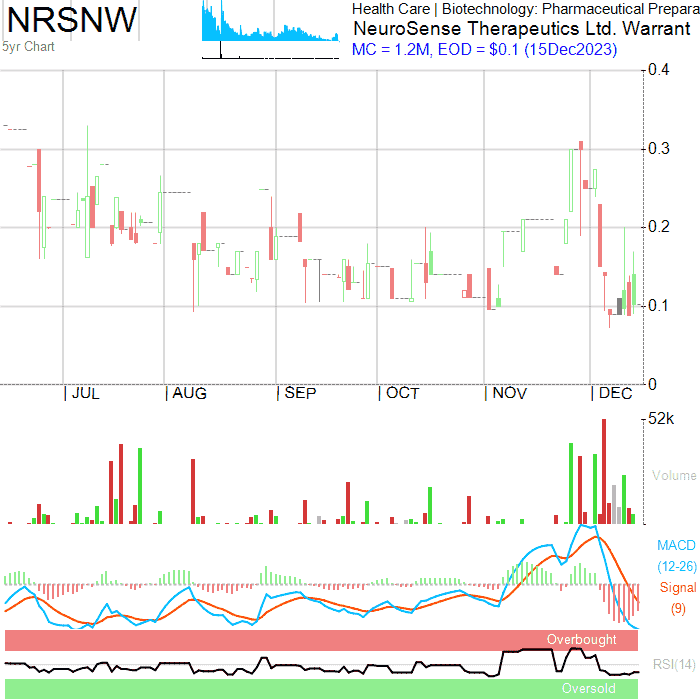 NRSNW
5yr Chart
Health Care | Biotechnology: Pharmaceutical Prepara
NeuroSense Therapeutics Ltd. Warrant
MC = 1.2M, EOD = $0.1 (15Dec2023)
0.4
0.3
0.2
0.1
0
JUL AUG SEP OCT NOV DEC
52k
Volume
MACD
(12-26)
Signal
(9)
Overbought
RSI(14)
Oversold